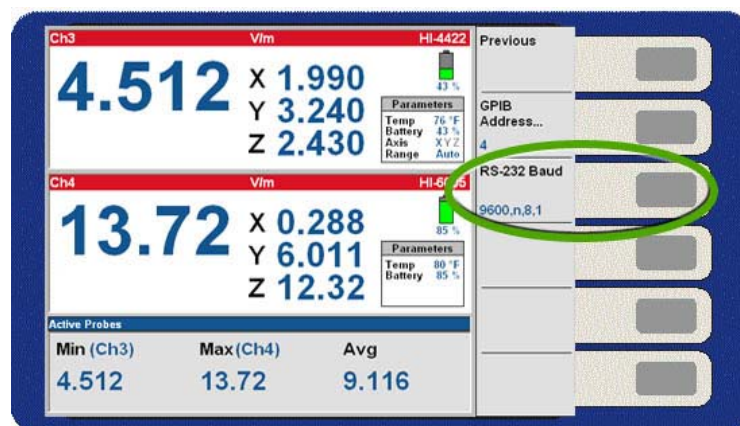 Ch3 V/m HI-4422
4.512
X 1.990
Y 3.240
Z 2.430
43 %
Parameters
Temp 76 °F
Battery 43 %
Axis X Y Z
Range Auto
Ch4 V/m
13.72
X 0.288
Y 6.011
Z 12.32
85 %
Parameters
Temp 80 °F
Battery 85 %
Active Probes
Min (Ch3) Max (Ch4) Avg
4.512 13.72 9.116
Previous
GPIB
Address...
4
RS-232 Baud
9600,n,8,1